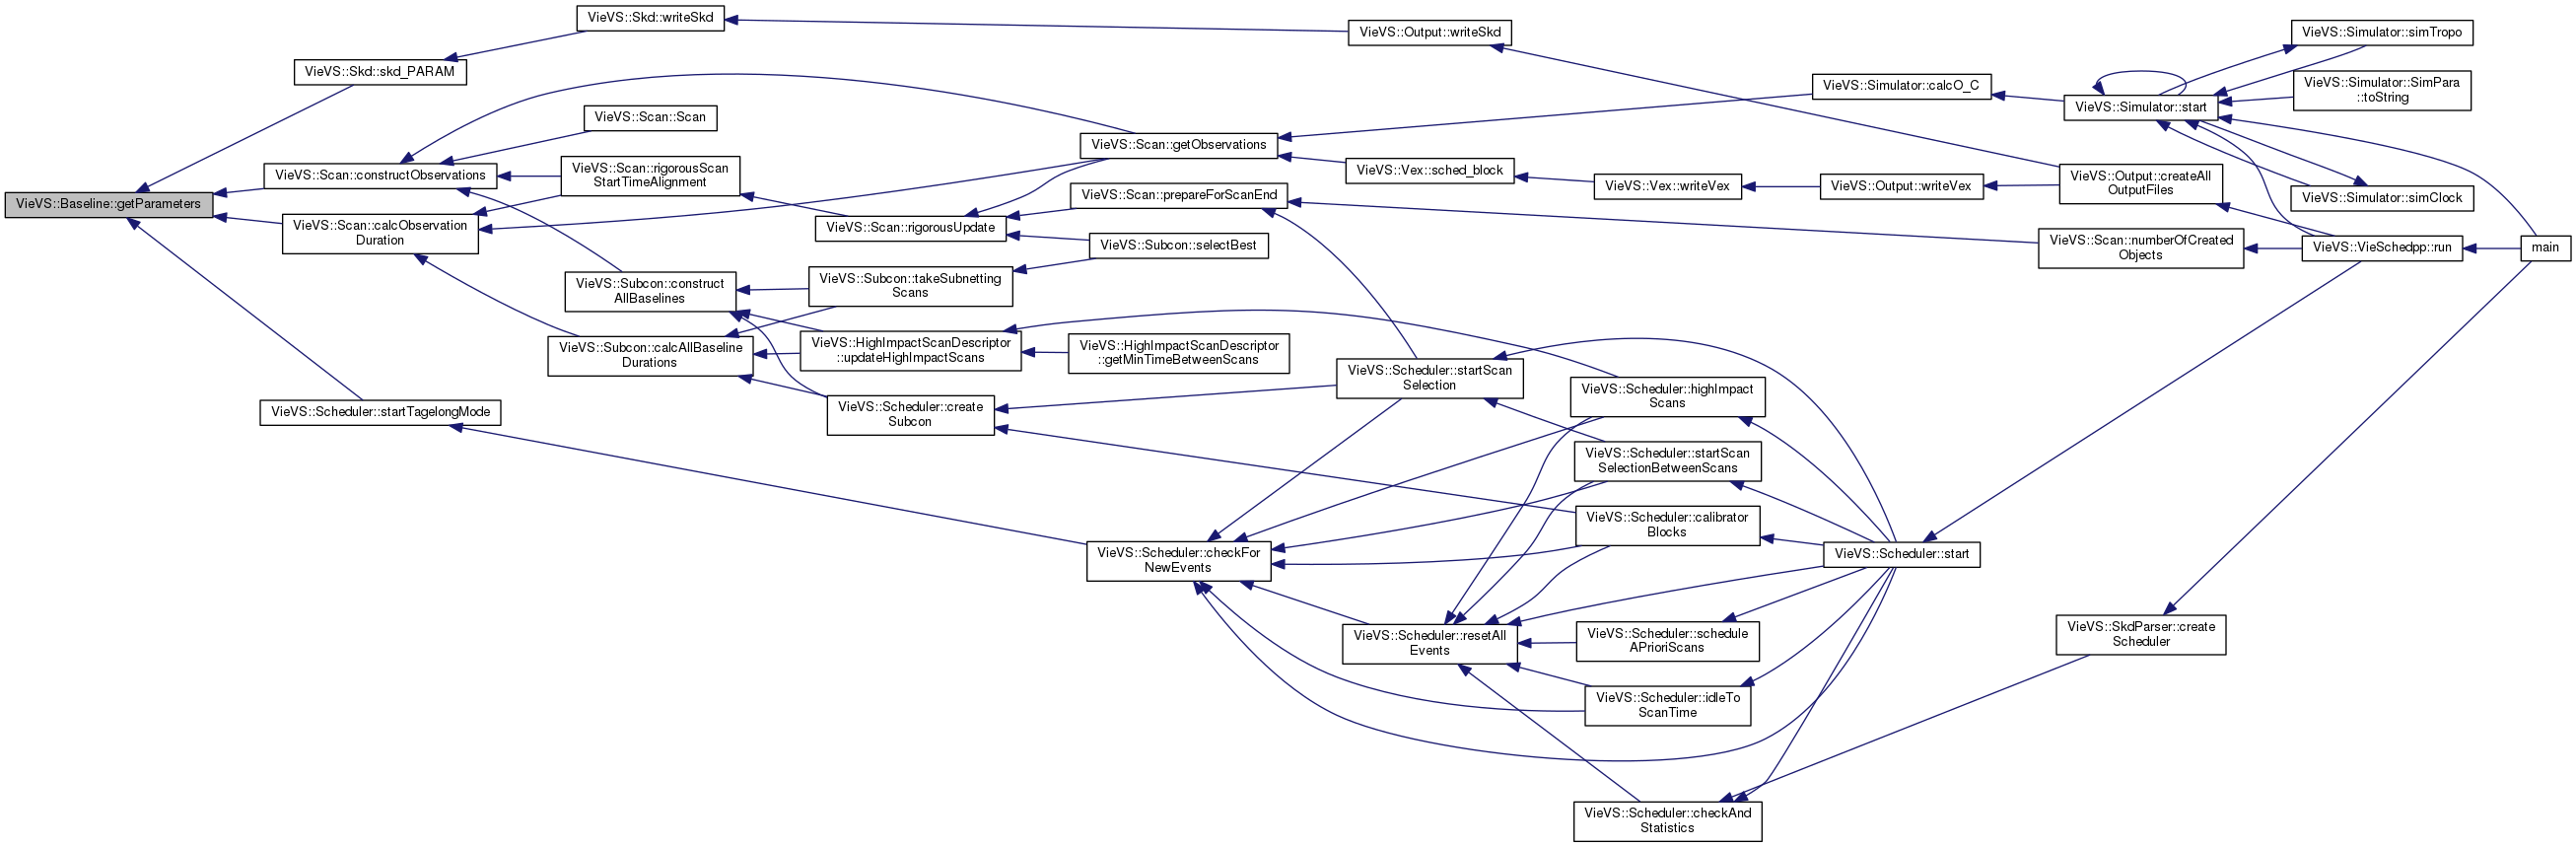 VieVS::Baseline::getParameters
VieVS::Skd::skd_PARAM
VieVS::Skd::writeSkd
VieVS::Output::writeSkd
VieVS::Scan::constructObservations
VieVS::Scan::Scan
VieVS::Scan::rigorousScan
StartTimeAlignment
VieVS::Scan::calcObservation
Duration
VieVS::Scan::rigorousUpdate
VieVS::Scan::getObservations
VieVS::Scan::prepareForScanEnd
VieVS::Subcon::selectBest
VieVS::Subcon::construct
AllBaselines
VieVS::Subcon::takeSubnetting
Scans
VieVS::Subcon::calcAllBaseline
Durations
VieVS::HighImpactScanDescriptor
::updateHighImpactScans
VieVS::HighImpactScanDescriptor
::getMinTimeBetweenScans
VieVS::Scheduler::create
Subcon
VieVS::Scheduler::startTagelongMode
VieVS::Scheduler::checkFor
NewEvents
VieVS::Scheduler::startScan
Selection
VieVS::Scheduler::highImpact
Scans
VieVS::Scheduler::startScan
SelectionBetweenScans
VieVS::Scheduler::calibrator
Blocks
VieVS::Scheduler::resetAll
Events
VieVS::Scheduler::schedule
APrioriScans
VieVS::Scheduler::idleTo
ScanTime
VieVS::Scheduler::checkAnd
Statistics
VieVS::Scheduler::start
VieVS::Simulator::calcO_C
VieVS::Vex::sched_block
VieVS::Vex::writeVex
VieVS::Output::writeVex
VieVS::Output::createAll
OutputFiles
VieVS::Scan::numberOfCreated
Objects
VieVS::Simulator::start
VieVS::Simulator::simTropo
VieVS::Simulator::SimPara
::toString
VieVS::Simulator::simClock
VieVS::VieSchedpp::run
VieVS::SkdParser::create
Scheduler
main